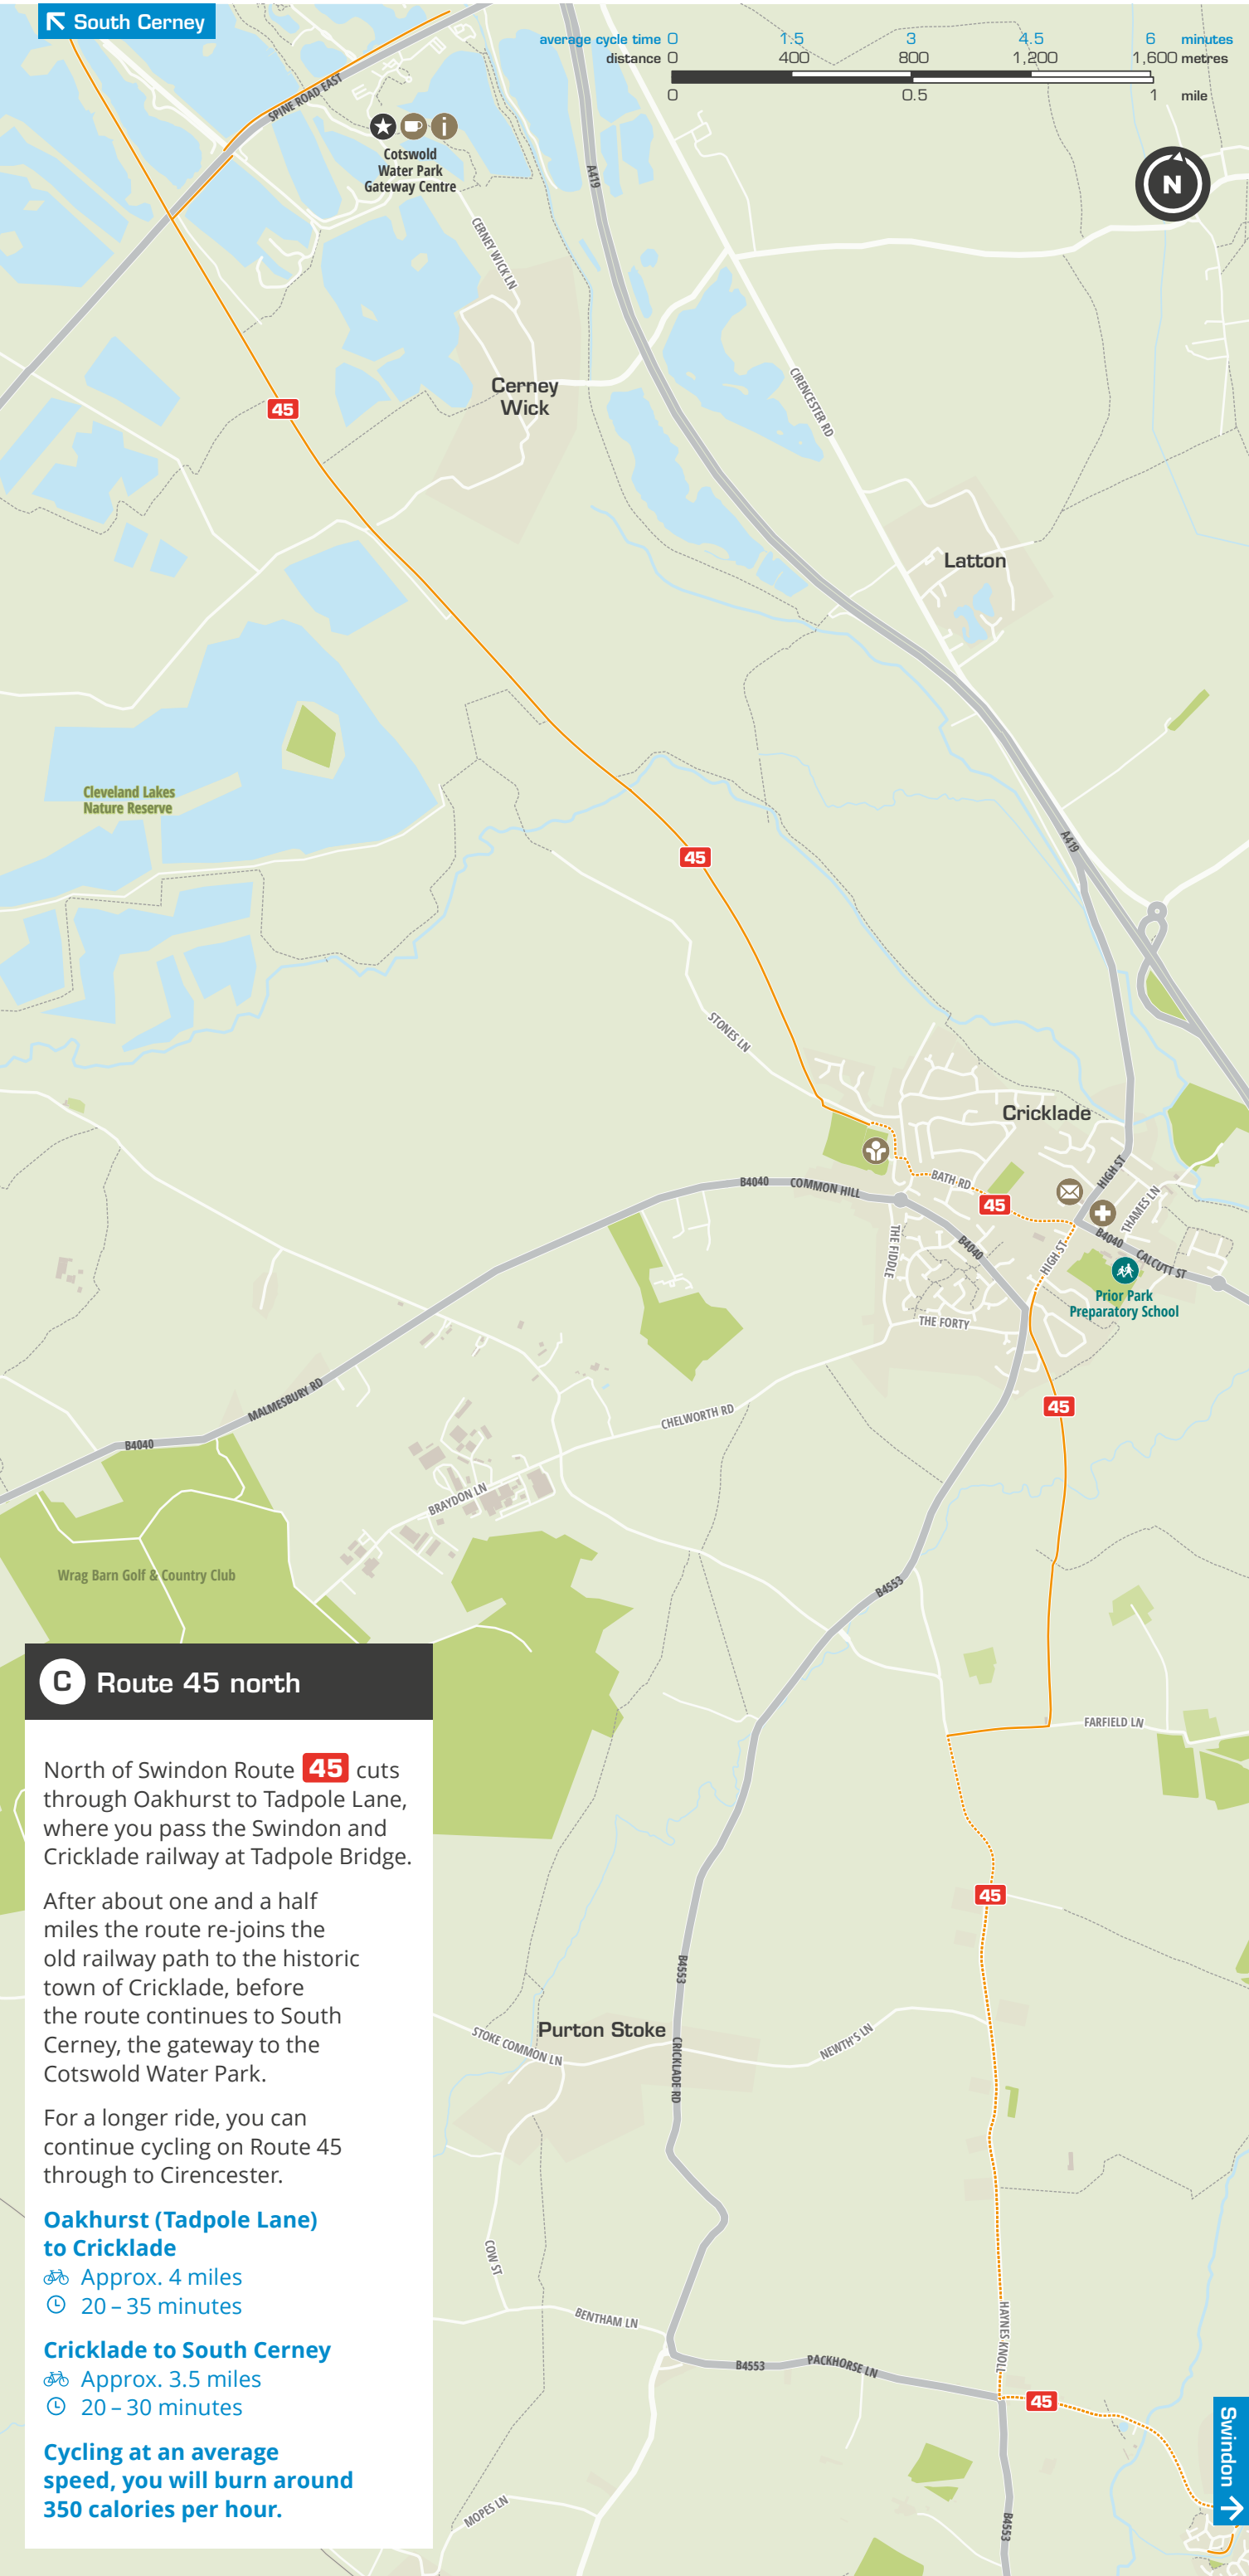 South Cerney
average cycle time 0 1.5 3 4.5 6 minutes
distance 0 400 800 1,200 1,600 metres
0 0.5 1 mile
SPINE ROAD EAST
A419
Cotswold
Water Park
Gateway Centre
N
CERNEY WICK LN
Cerney
Wick
45
CIRENCESTER RD
Latton
Cleveland Lakes
Nature Reserve
A419
45
STONES LN
Cricklade
B4040
COMMON HILL
BATH RD
45
HIGH ST
THAMES LN
THE FIDDLE
B4040
HIGH ST
B4040
CALCUTT ST
Prior Park
Preparatory School
THE FORTY
MALMESBURY RD
B4040
CHELWORTH RD
45
BRAYDON LN
Wrag Barn Golf & Country Club
B4553
FARFIELD LN
45
B4553
Purton Stoke
STOKE COMMON LN
CRICKLADE RD
NEWTH'S LN
COW ST
BENTHAM LN
HAYNES KNOLL
B4553
PACKHORSE LN
45
Swindon
MOPES LN
B4553
C Route 45 north
North of Swindon Route 45 cuts
through Oakhurst to Tadpole Lane,
where you pass the Swindon and
Cricklade railway at Tadpole Bridge.
After about one and a half
miles the route re-joins the
old railway path to the historic
town of Cricklade, before
the route continues to South
Cerney, the gateway to the
Cotswold Water Park.
For a longer ride, you can
continue cycling on Route 45
through to Cirencester.
Oakhurst (Tadpole Lane)
to Cricklade
Approx. 4 miles
20 – 35 minutes
Cricklade to South Cerney
Approx. 3.5 miles
20 – 30 minutes
Cycling at an average
speed, you will burn around
350 calories per hour.